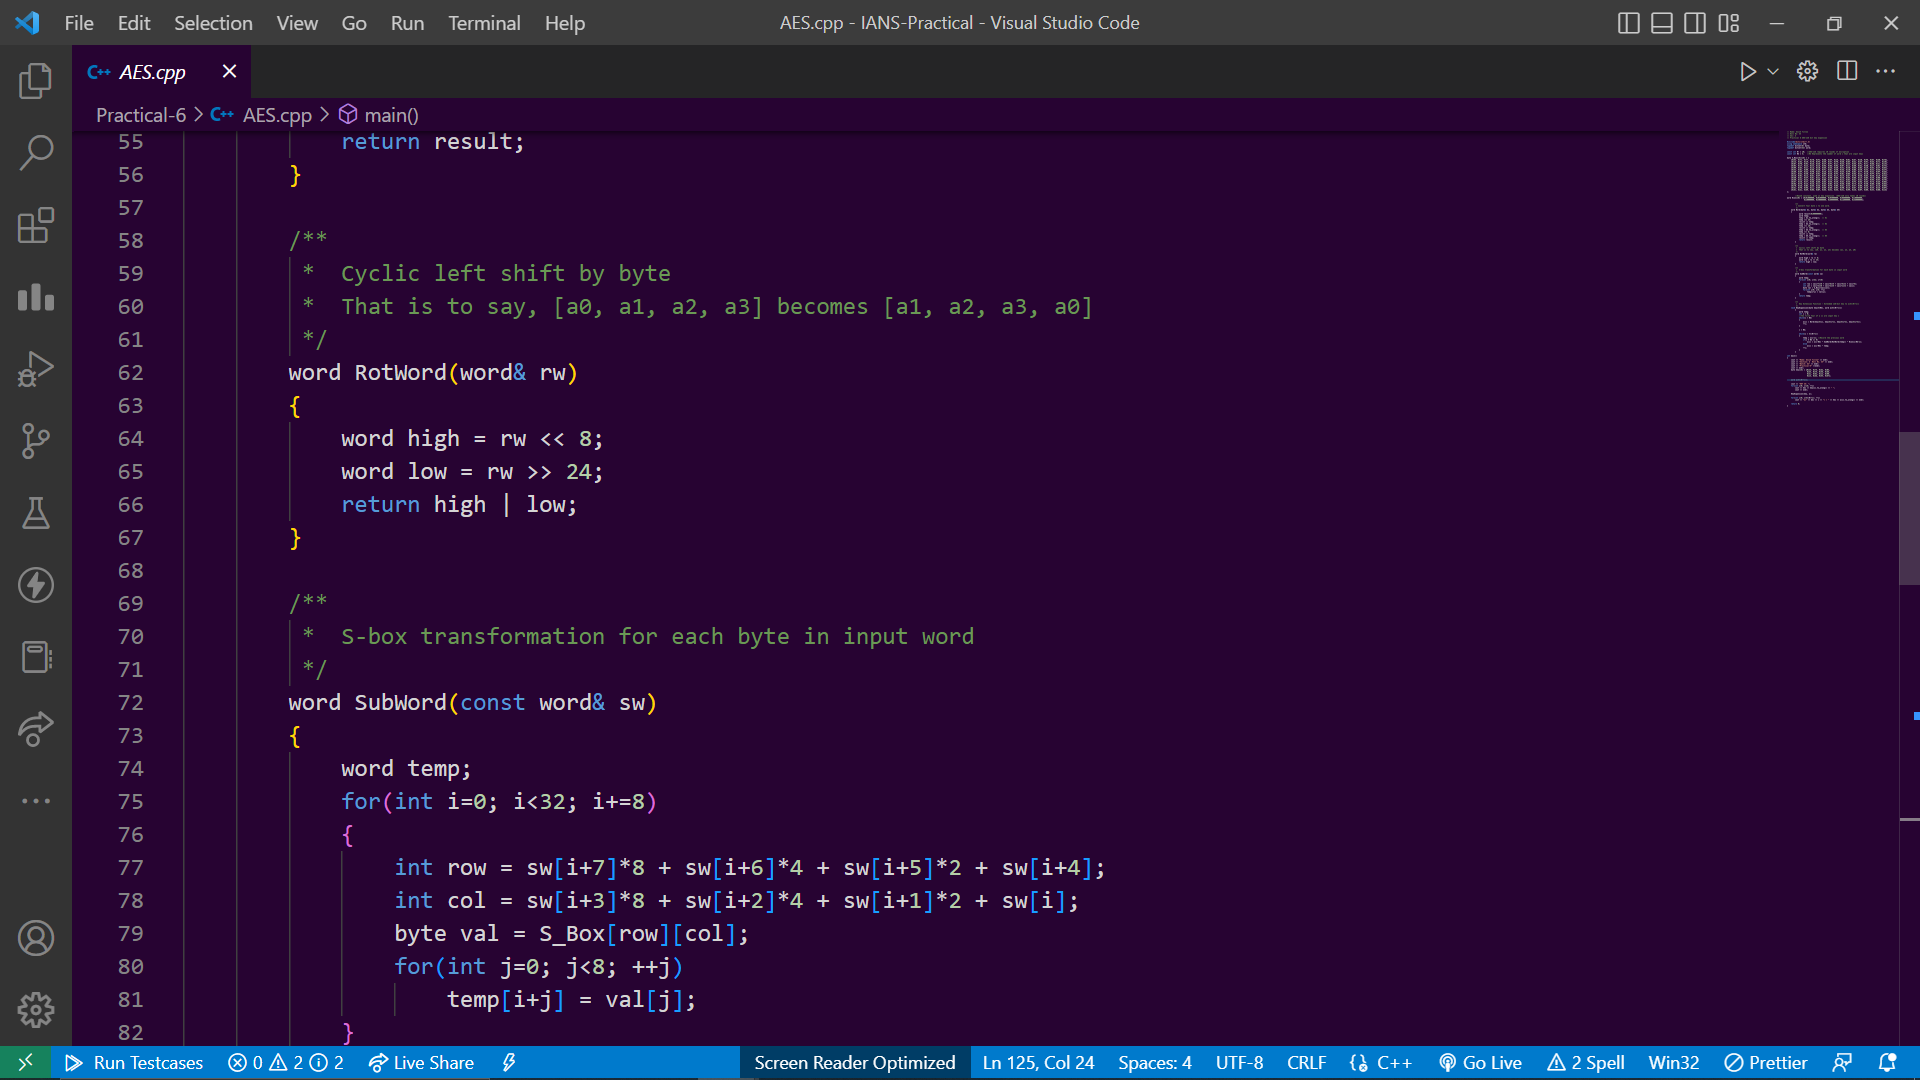 File Edit Selection View Go Run Terminal Help AES.cpp - IANS-Practical - Visual Studio Code
C++ AES.cpp
Practical-6 > C++ AES.cpp > main()
55 return result;
56 }
57
58 /**
59 * Cyclic left shift by byte
60 * That is to say, [a0, a1, a2, a3] becomes [a1, a2, a3, a0]
61 */
62 word RotWord(word& rw)
63 {
64 word high = rw << 8;
65 word low = rw >> 24;
66 return high | low;
67 }
68
69 /**
70 * S-box transformation for each byte in input word
71 */
72 word SubWord(const word& sw)
73 {
74 word temp;
75 for(int i=0; i<32; i+=8)
76 {
77 int row = sw[i+7]*8 + sw[i+6]*4 + sw[i+5]*2 + sw[i+4];
78 int col = sw[i+3]*8 + sw[i+2]*4 + sw[i+1]*2 + sw[i];
79 byte val = S_Box[row][col];
80 for(int j=0; j<8; ++j)
81 temp[i+j] = val[j];
82 }
Run Testcases 0 2 2 Live Share Screen Reader Optimized Ln 125, Col 24 Spaces: 4 UTF-8 CRLF C++ Go Live 2 Spell Win32 Prettier